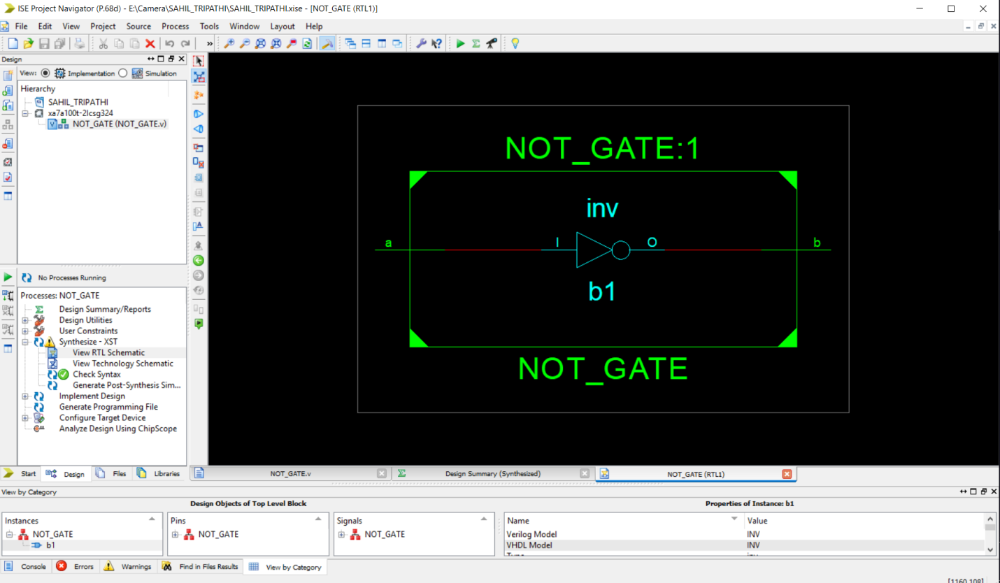 ISE Project Navigator (P.68d) - E:\Camera\SAHIL_TRIPATHI\SAHIL_TRIPATHI.xise - [NOT_GATE (RTL1)]
File Edit View Project Source Process Tools Window Layout Help
»
Design
View: Implementation Simulation
Hierarchy
SAHIL_TRIPATHI
xa7a100t-2lcsg324
V NOT_GATE (NOT_GATE.v)
No Processes Running
Processes: NOT_GATE
Design Summary/Reports
Design Utilities
User Constraints
Synthesize - XST
View RTL Schematic
View Technology Schematic
Check Syntax
Generate Post-Synthesis Sim...
Implement Design
Generate Programming File
Configure Target Device
Analyze Design Using ChipScope
Start Design Files Libraries
NOT_GATE:1
inv
a I O b
b1
NOT_GATE
NOT_GATE.v Design Summary (Synthesized) NOT_GATE (RTL1)
View by Category
Design Objects of Top Level Block Properties of Instance: b1
Instances Pins Signals Name Value
NOT_GATE NOT_GATE NOT_GATE Verilog Model INV
b1 VHDL Model INV
Console Errors Warnings Find in Files Results View by Category
[1160,108]